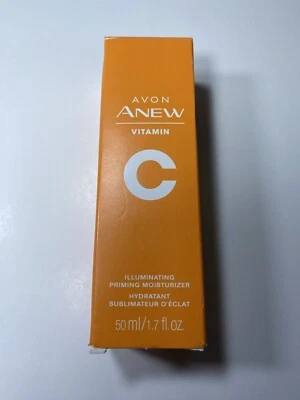 AVON
ANEW
VITAMIN
C
ILLUMINATING
PRIMING MOISTURIZER
HYDRATANT
SUBLIMATEUR D'ÉCLAT
50 ml/1.7 fl.oz.